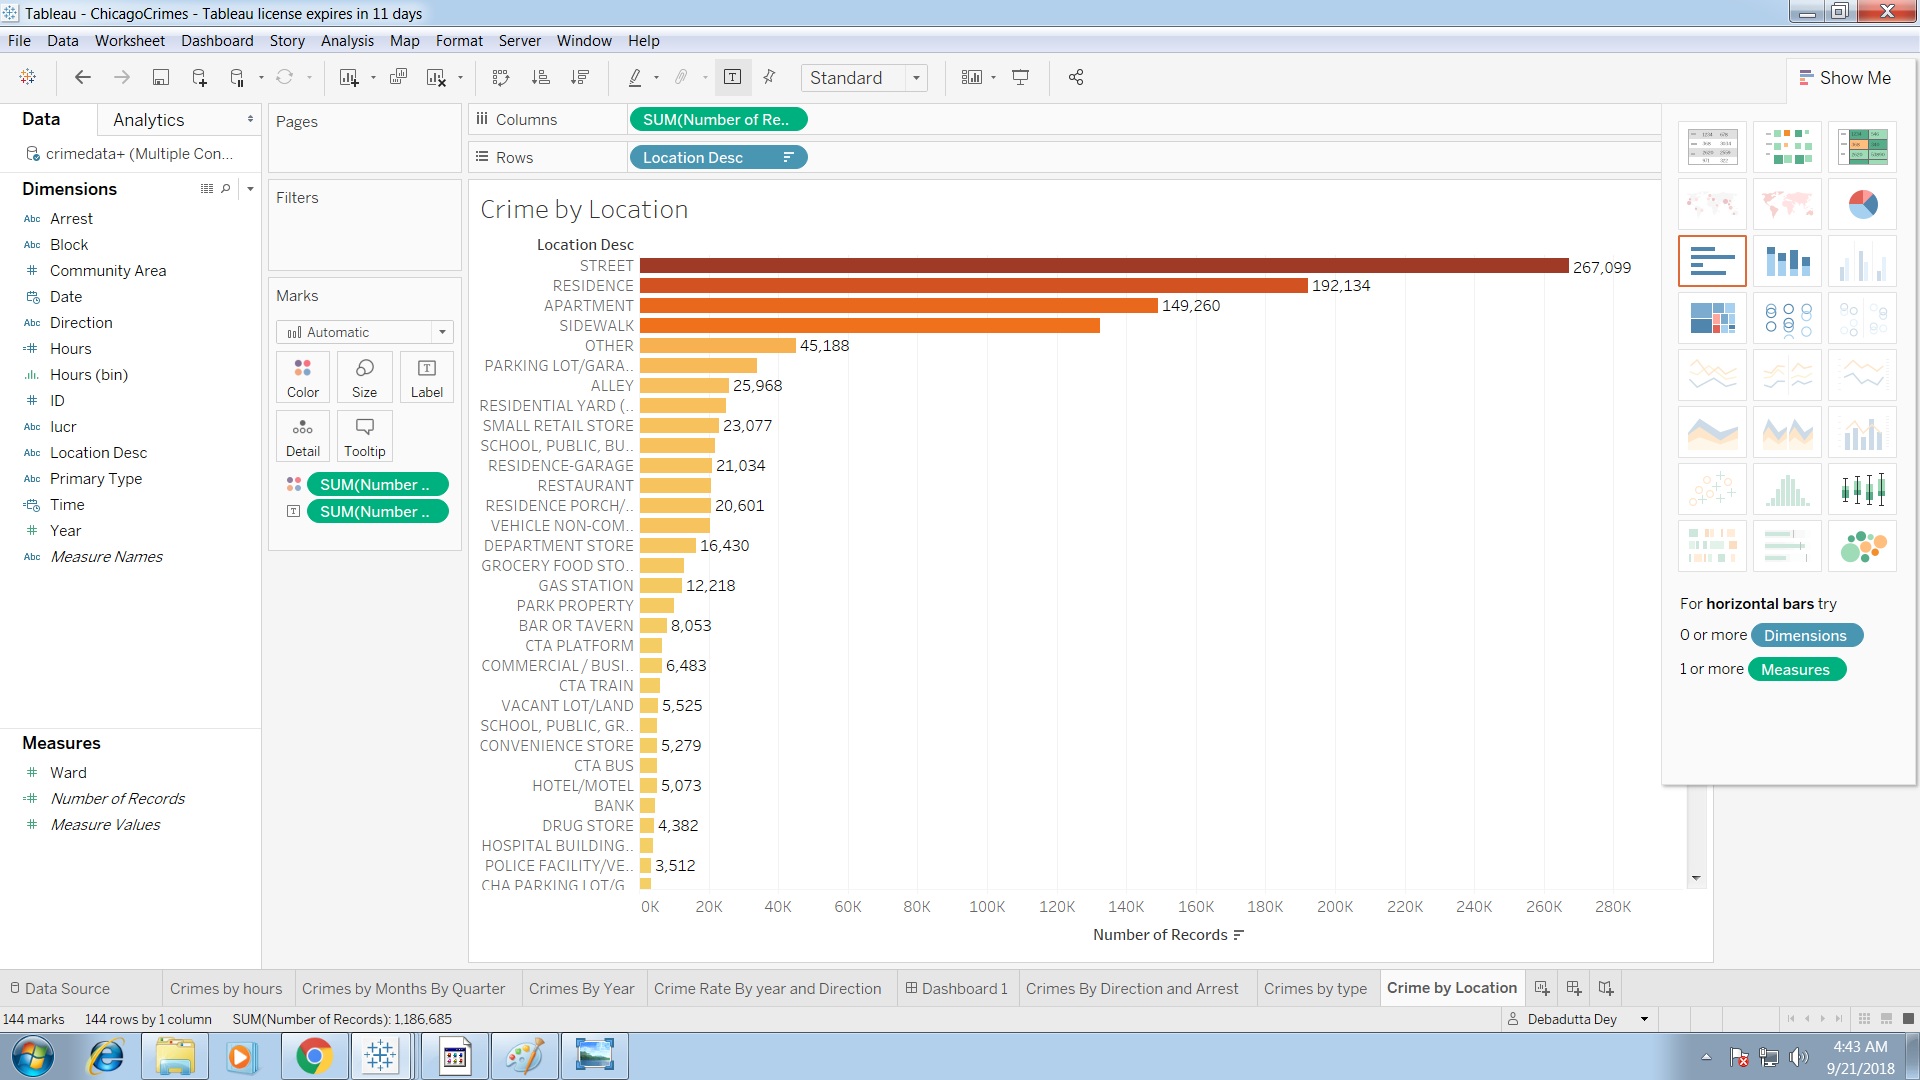 Tableau - ChicagoCrimes - Tableau license expires in 11 days
File Data Worksheet Dashboard Story Analysis Map Format Server Window Help
Standard
Show Me
Data Analytics
Pages
Columns SUM(Number of Re..
crimedata+ (Multiple Con...
Rows Location Desc
Dimensions
Filters
Abc Arrest
Abc Block
# Community Area
Date
Abc Direction
=# Hours
Hours (bin)
# ID
Abc Iucr
Abc Location Desc
Abc Primary Type
Time
# Year
Abc Measure Names
Measures
# Ward
=# Number of Records
# Measure Values
Marks
Automatic
Color Size Label
Detail Tooltip
SUM(Number ..
SUM(Number ..
Crime by Location
Location Desc
STREET 267,099
RESIDENCE 192,134
APARTMENT 149,260
SIDEWALK
OTHER 45,188
PARKING LOT/GARA..
ALLEY 25,968
RESIDENTIAL YARD (..
SMALL RETAIL STORE 23,077
SCHOOL, PUBLIC, BU..
RESIDENCE-GARAGE 21,034
RESTAURANT
RESIDENCE PORCH/.. 20,601
VEHICLE NON-COM..
DEPARTMENT STORE 16,430
GROCERY FOOD STO..
GAS STATION 12,218
PARK PROPERTY
BAR OR TAVERN 8,053
CTA PLATFORM
COMMERCIAL / BUSI.. 6,483
CTA TRAIN
VACANT LOT/LAND 5,525
SCHOOL, PUBLIC, GR..
CONVENIENCE STORE 5,279
CTA BUS
HOTEL/MOTEL 5,073
BANK
DRUG STORE 4,382
HOSPITAL BUILDING..
POLICE FACILITY/VE.. 3,512
CHA PARKING LOT/G..
0K 20K 40K 60K 80K 100K 120K 140K 160K 180K 200K 220K 240K 260K 280K
Number of Records
For horizontal bars try
0 or more Dimensions
1 or more Measures
Data Source Crimes by hours Crimes by Months By Quarter Crimes By Year Crime Rate By year and Direction Dashboard 1 Crimes By Direction and Arrest Crimes by type Crime by Location
144 marks 144 rows by 1 column SUM(Number of Records): 1,186,685
Debadutta Dey
4:43 AM
9/21/2018